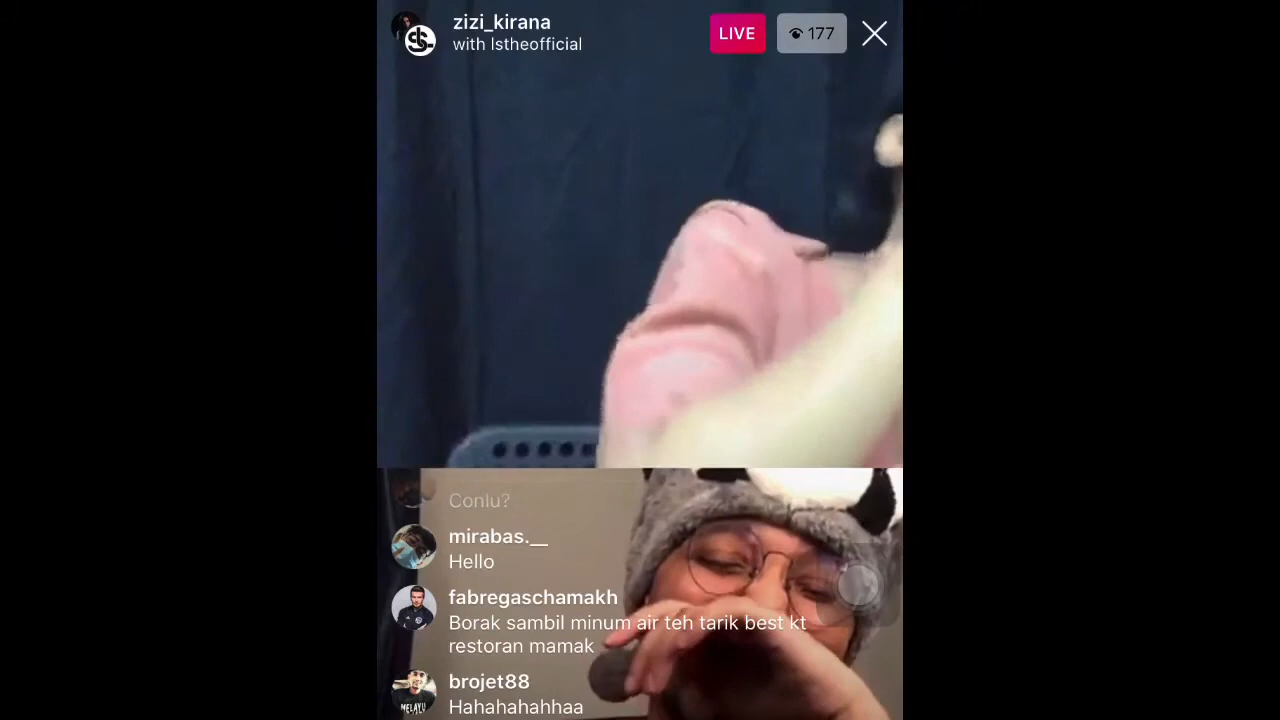 zizi_kirana
with lstheofficial
LIVE
177
Conlu?
mirabas.__
Hello
fabregaschamakh
Borak sambil minum air teh tarik best kt
restoran mamak
brojet88
Hahahahahhaa